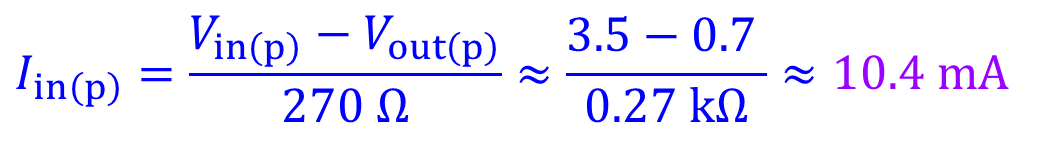 I_in(p) = (V_in(p) − V_out(p)) / (270 Ω) ≈ (3.5 − 0.7) / (0.27 kΩ) ≈ 10.4 mA